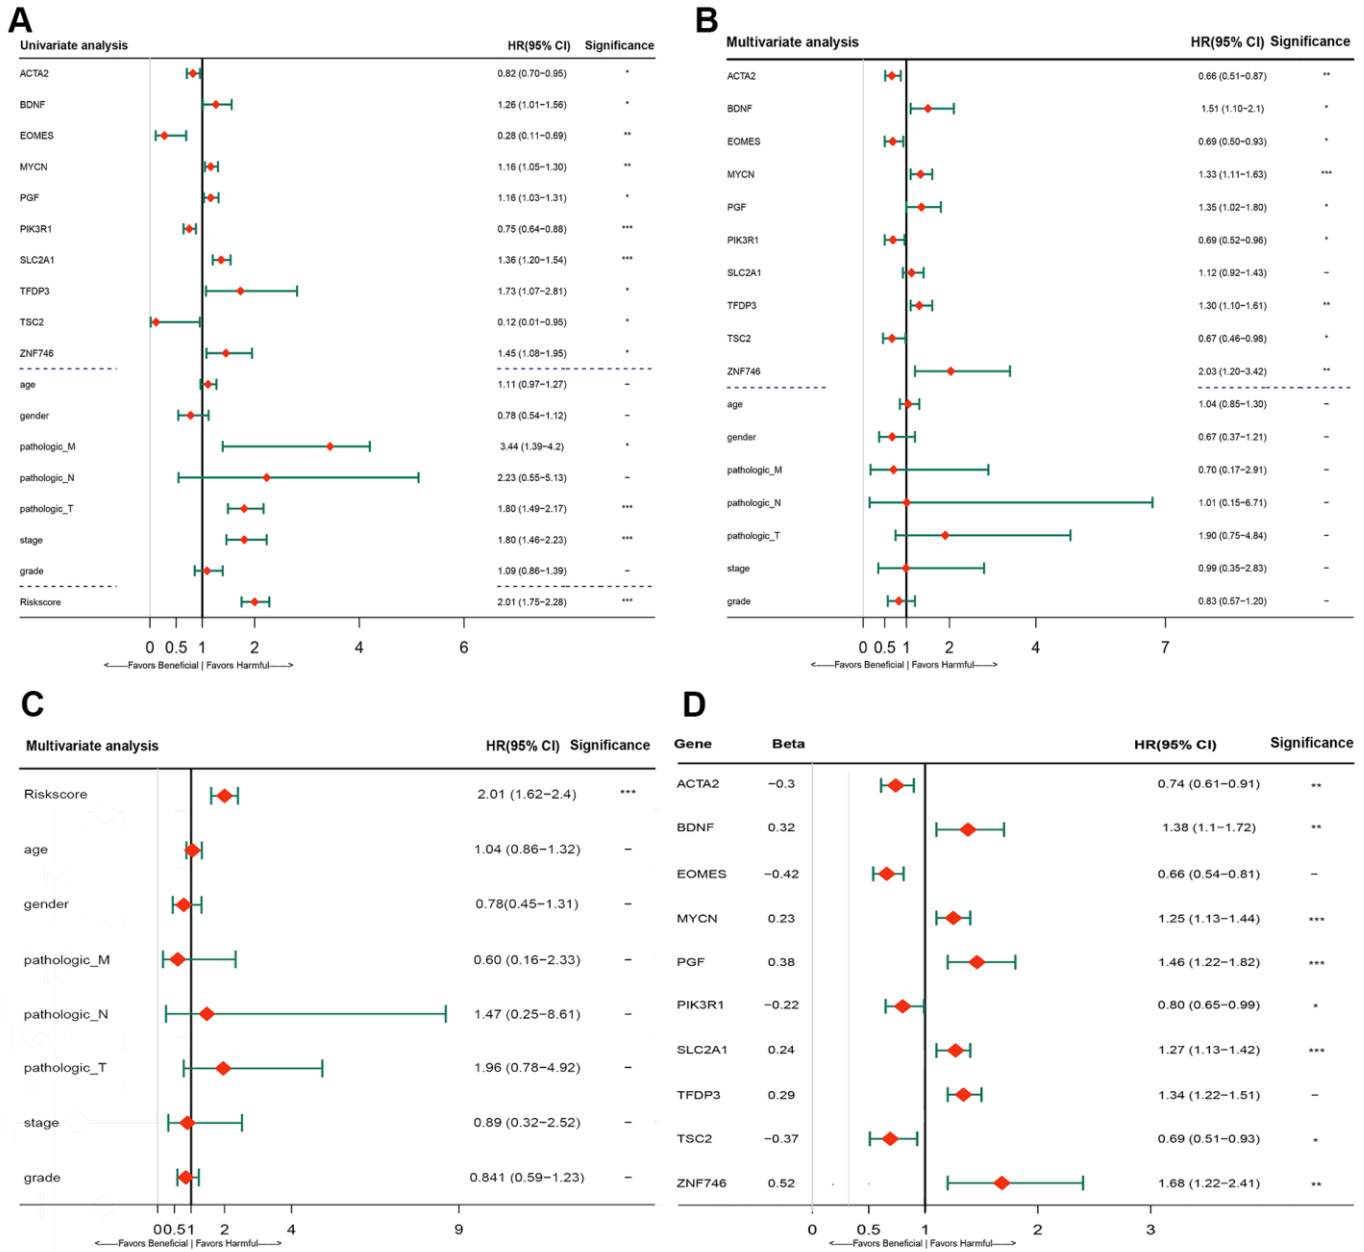 A
Univariate analysis HR(95% CI) Significance
ACTA2 0.82 (0.70−0.95) *
BDNF 1.26 (1.01−1.56) *
EOMES 0.28 (0.11−0.69) **
MYCN 1.16 (1.05−1.30) **
PGF 1.16 (1.03−1.31) *
PIK3R1 0.75 (0.64−0.88) ***
SLC2A1 1.36 (1.20−1.54) ***
TFDP3 1.73 (1.07−2.81) *
TSC2 0.12 (0.01−0.95) *
ZNF746 1.45 (1.08−1.95) *
age 1.11 (0.97−1.27) −
gender 0.78 (0.54−1.12) −
pathologic_M 3.44 (1.39−4.2) *
pathologic_N 2.23 (0.55−5.13) −
pathologic_T 1.80 (1.49−2.17) ***
stage 1.80 (1.46−2.23) ***
grade 1.09 (0.86−1.39) −
Riskscore 2.01 (1.75−2.28) ***
0 0.5 1 2 4 6
<——Favors Beneficial | Favors Harmful——>
B
Multivariate analysis HR(95% CI) Significance
ACTA2 0.66 (0.51−0.87) **
BDNF 1.51 (1.10−2.1) *
EOMES 0.69 (0.50−0.93) *
MYCN 1.33 (1.11−1.63) ***
PGF 1.35 (1.02−1.80) *
PIK3R1 0.69 (0.52−0.96) *
SLC2A1 1.12 (0.92−1.43) −
TFDP3 1.30 (1.10−1.61) **
TSC2 0.67 (0.46−0.98) *
ZNF746 2.03 (1.20−3.42) **
age 1.04 (0.85−1.30) −
gender 0.67 (0.37−1.21) −
pathologic_M 0.70 (0.17−2.91) −
pathologic_N 1.01 (0.15−6.71) −
pathologic_T 1.90 (0.75−4.84) −
stage 0.99 (0.35−2.83) −
grade 0.83 (0.57−1.20) −
0 0.5 1 2 4 7
<——Favors Beneficial | Favors Harmful——>
C
Multivariate analysis HR(95% CI) Significance
Riskscore 2.01 (1.62−2.4) ***
age 1.04 (0.86−1.32) −
gender 0.78(0.45−1.31) −
pathologic_M 0.60 (0.16−2.33) −
pathologic_N 1.47 (0.25−8.61) −
pathologic_T 1.96 (0.78−4.92) −
stage 0.89 (0.32−2.52) −
grade 0.841 (0.59−1.23) −
0 0.5 1 2 4 9
<——Favors Beneficial | Favors Harmful——>
D
Gene Beta HR(95% CI) Significance
ACTA2 −0.3 0.74 (0.61−0.91) **
BDNF 0.32 1.38 (1.1−1.72) **
EOMES −0.42 0.66 (0.54−0.81) −
MYCN 0.23 1.25 (1.13−1.44) ***
PGF 0.38 1.46 (1.22−1.82) ***
PIK3R1 −0.22 0.80 (0.65−0.99) *
SLC2A1 0.24 1.27 (1.13−1.42) ***
TFDP3 0.29 1.34 (1.22−1.51) −
TSC2 −0.37 0.69 (0.51−0.93) *
ZNF746 0.52 1.68 (1.22−2.41) **
0 0.5 1 2 3
<——Favors Beneficial | Favors Harmful——>